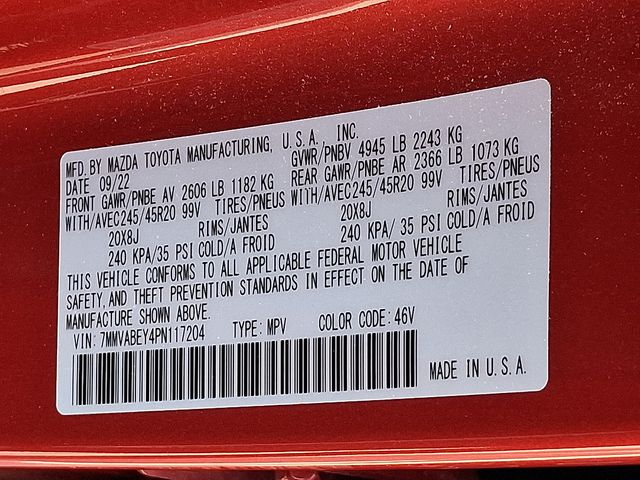 MFD. BY MAZDA TOYOTA MANUFACTURING, U.S.A. INC.
DATE 09/22 GVWR/PNBV 4945 LB 2243 KG
FRONT GAWR/PNBE AV 2606 LB 1182 KG REAR GAWR/PNBE AR 2366 LB 1073 KG
WITH/AVEC245/45R20 99V TIRES/PNEUS WITH/AVEC245/45R20 99V TIRES/PNEUS
20X8J RIMS/JANTES 20X8J RIMS/JANTES
240 KPA/35 PSI COLD/A FROID 240 KPA/ 35 PSI COLD/A FROID
THIS VEHICLE CONFORMS TO ALL APPLICABLE FEDERAL MOTOR VEHICLE
SAFETY, AND THEFT PREVENTION STANDARDS IN EFFECT ON THE DATE OF
MANUFACTURE SHOWN ABOVE.
VIN: 7MMVABEY4PN117204 TYPE: MPV COLOR CODE: 46V
MADE IN U.S.A.